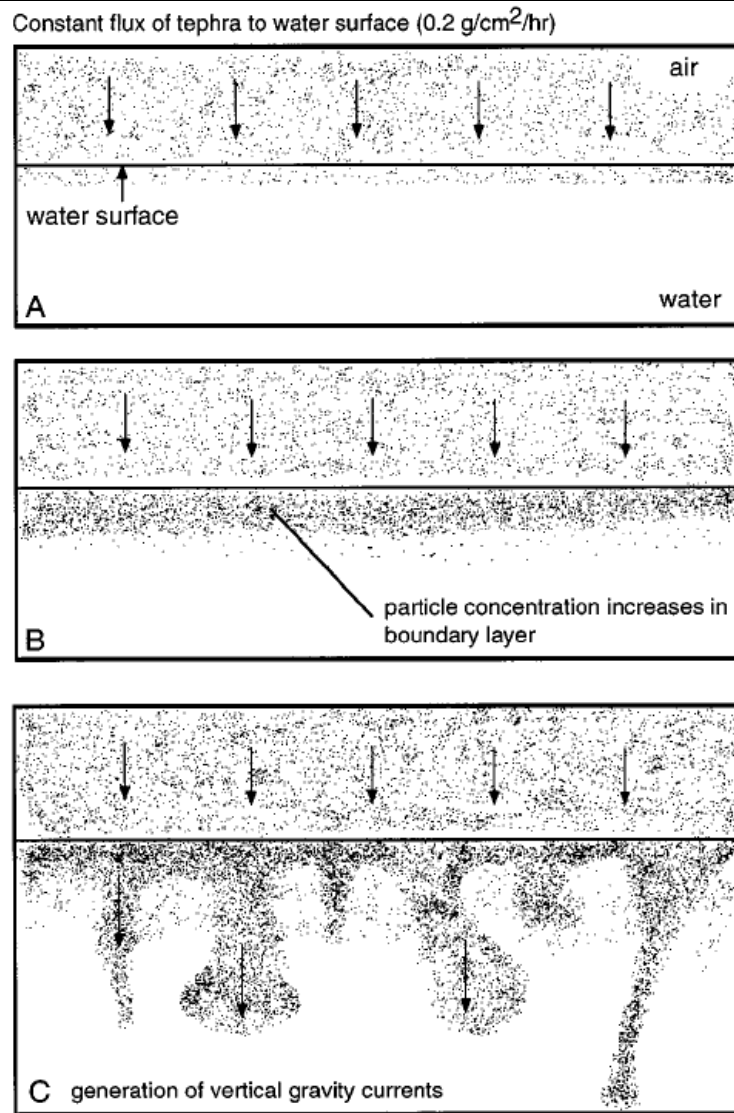 Constant flux of tephra to water surface (0.2 g/cm2/hr)
air
water surface
A
water
particle concentration increases in
boundary layer
B
C generation of vertical gravity currents